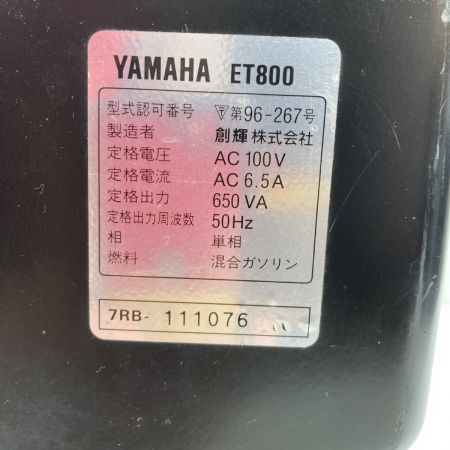 YAMAHA ET800
型式認可番号 第96-267号
製造者 創輝株式会社
定格電圧 AC 100V
定格電流 AC 6.5A
定格出力 650 VA
定格出力周波数 50Hz
相 単相
燃料 混合ガソリン
7RB- 111076